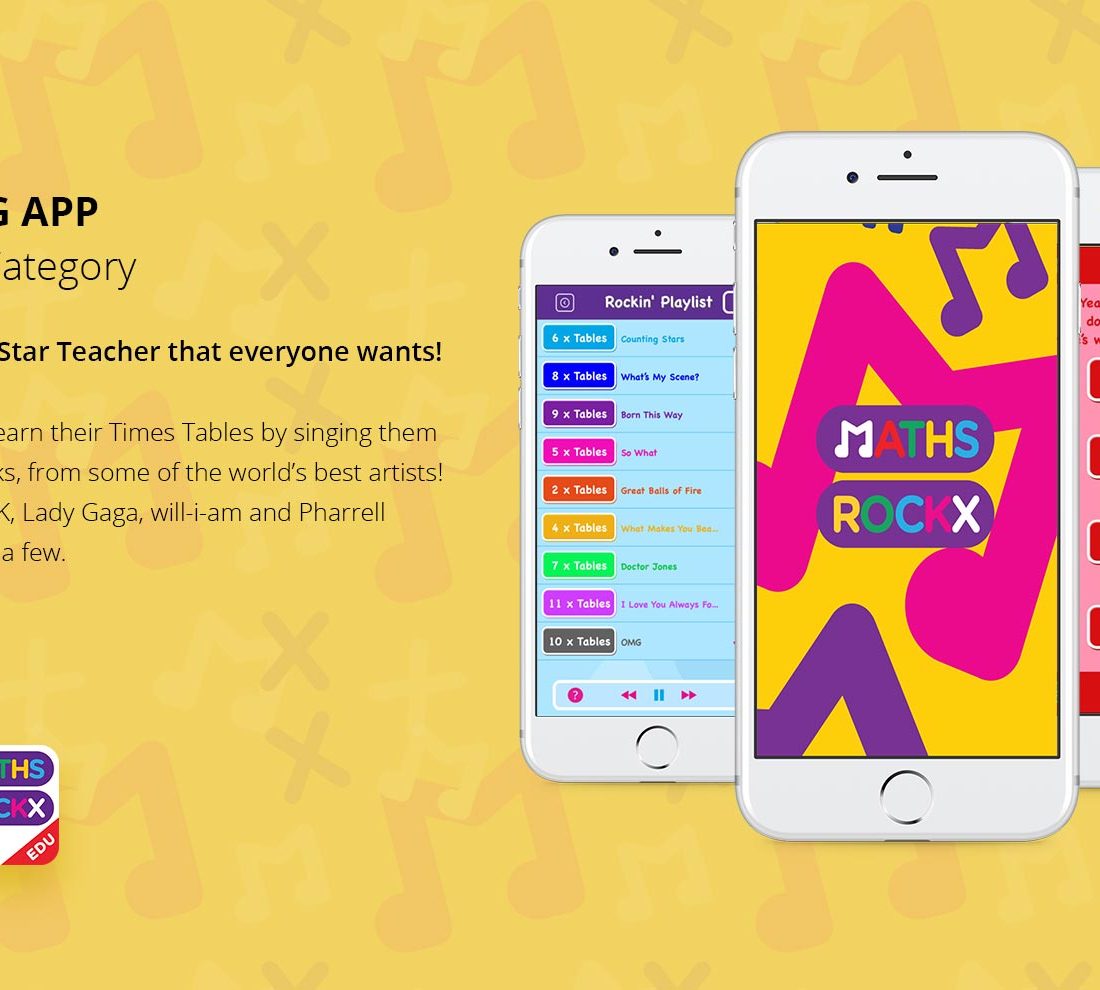 G APP
ategory
Star Teacher that everyone wants!
earn their Times Tables by singing them
ks, from some of the world's best artists!
K, Lady Gaga, will-i-am and Pharrell
a few.
THS
CKX
EDU
Rockin' Playlist
6 x Tables Counting Stars
8 x Tables What's My Scene?
9 x Tables Born This Way
5 x Tables So What
2 x Tables Great Balls of Fire
4 x Tables What Makes You Bea...
7 x Tables Doctor Jones
11 x Tables I Love You Always Fo...
10 x Tables OMG
?
MATHS
ROCKX
Yea
do
's w